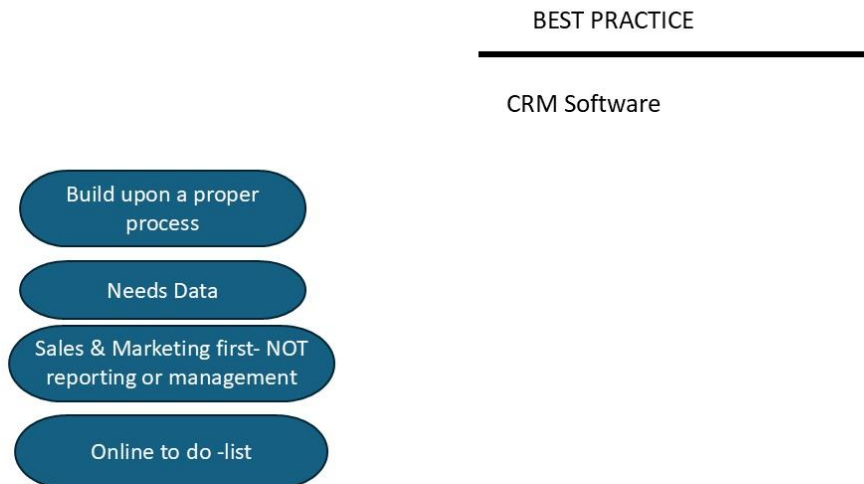 BEST PRACTICE
CRM Software
Build upon a proper
process
Needs Data
Sales & Marketing first- NOT
reporting or management
Online to do -list